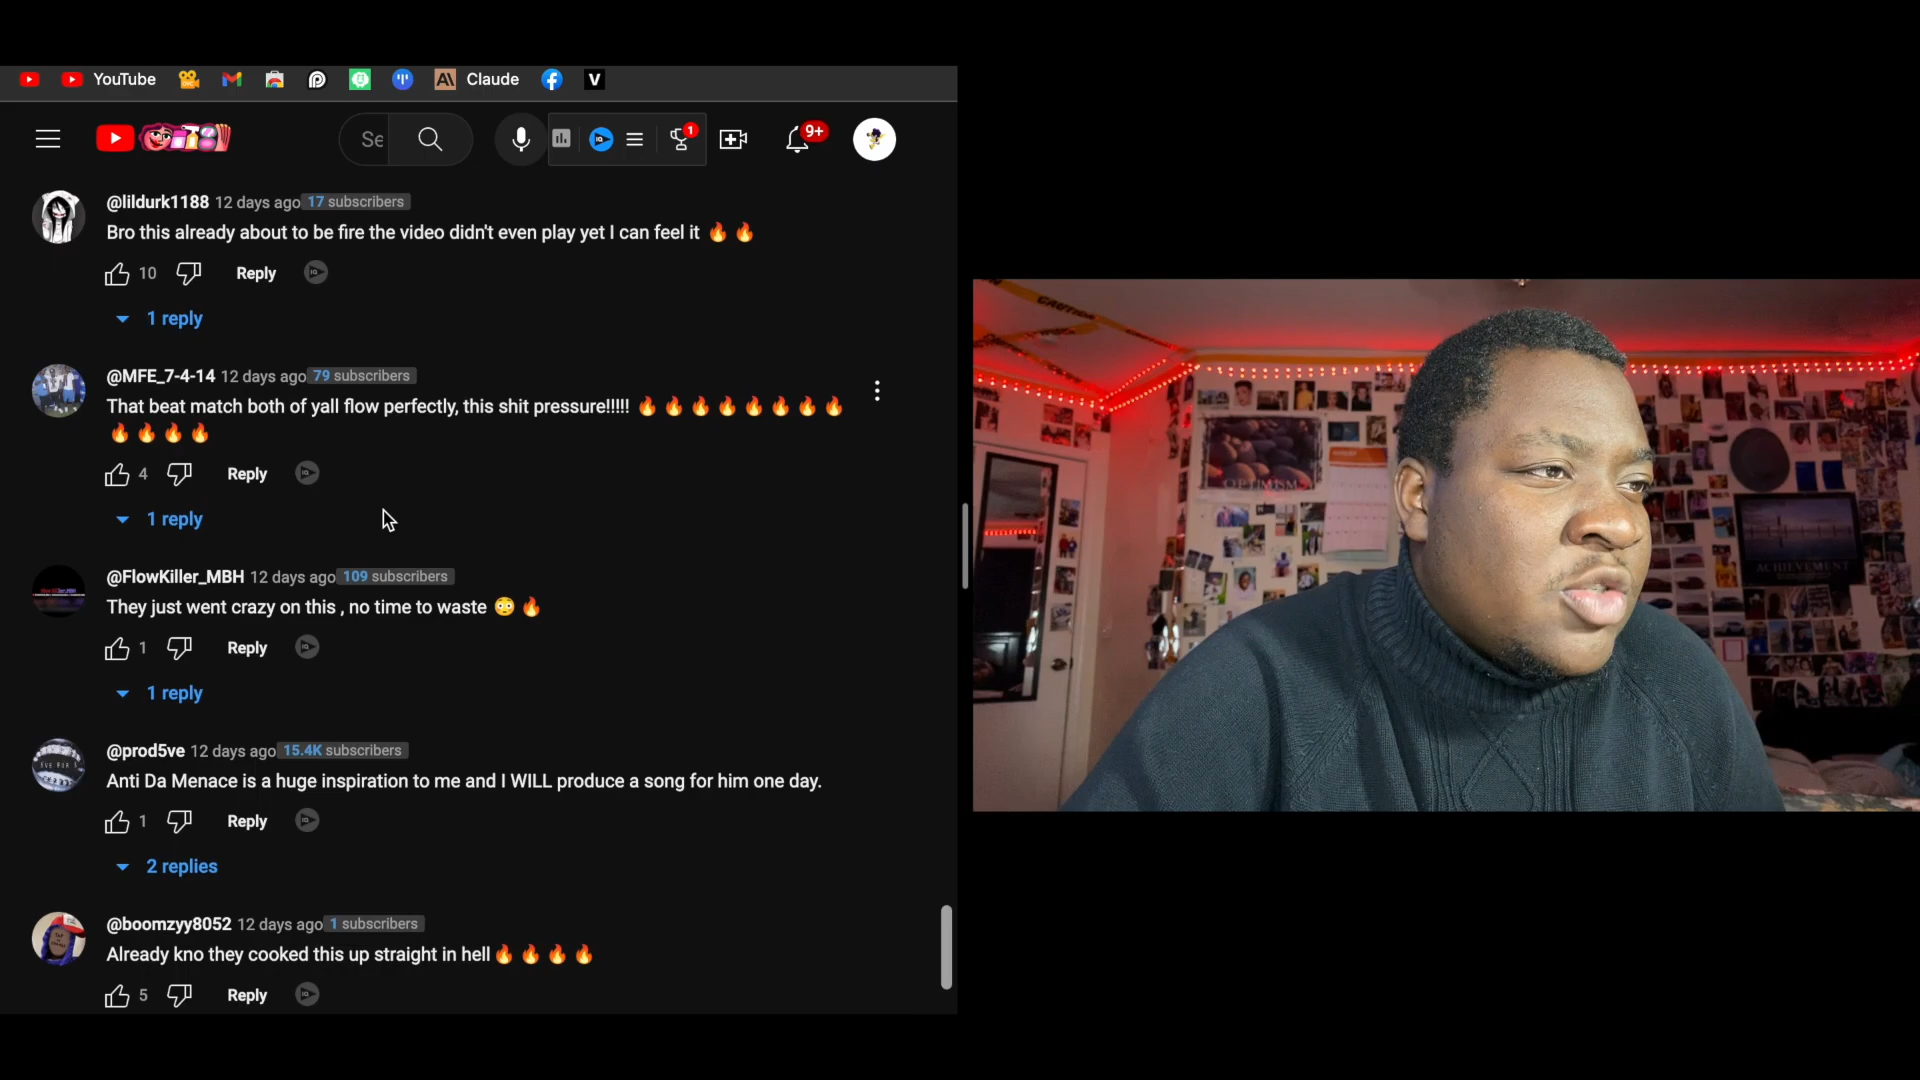 YouTube
Claude
V
Se
1
9+
@lildurk1188 12 days ago 17 subscribers
Bro this already about to be fire the video didn't even play yet I can feel it 🔥 🔥
10 Reply
1 reply
@MFE_7-4-14 12 days ago 79 subscribers
That beat match both of yall flow perfectly, this shit pressure!!!!! 🔥 🔥 🔥 🔥 🔥 🔥 🔥 🔥
🔥 🔥 🔥 🔥
4 Reply
1 reply
@FlowKiller_MBH 12 days ago 109 subscribers
They just went crazy on this , no time to waste 😳 🔥
1 Reply
1 reply
@prod5ve 12 days ago 15.4K subscribers
Anti Da Menace is a huge inspiration to me and I WILL produce a song for him one day.
1 Reply
2 replies
@boomzyy8052 12 days ago 1 subscribers
Already kno they cooked this up straight in hell🔥 🔥 🔥 🔥
5 Reply
CAUTION
OPTIMISM
ACHIEVEMENT